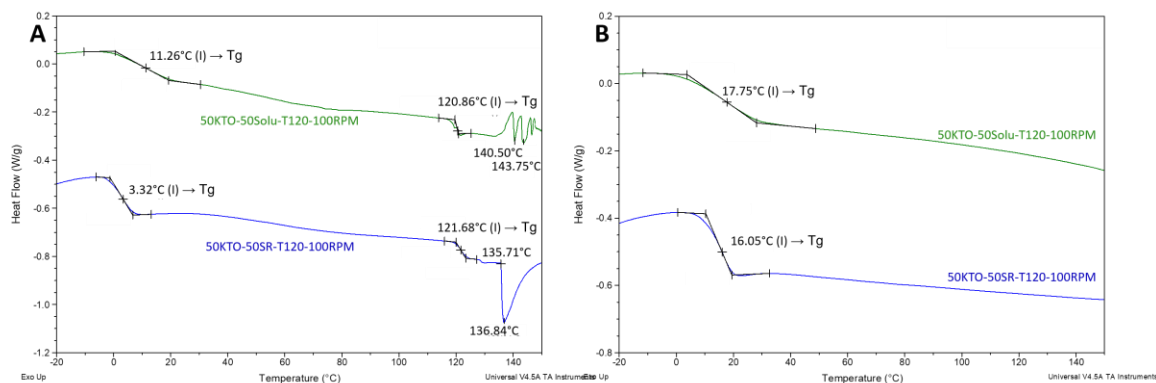 A
0.2
0.0
-0.2
-0.4
-0.6
-0.8
-1.0
-1.2
Heat Flow (W/g)
11.26°C (I) → Tg
120.86°C (I) → Tg
50KTO-50Solu-T120-100RPM
140.50°C
143.75°C
3.32°C (I) → Tg
121.68°C (I) → Tg
50KTO-50SR-T120-100RPM
135.71°C
136.84°C
-20
0
20
40
60
80
100
120
140
Exo Up
Temperature (°C)
Universal V4.5A TA Instruments
B
0.2
0.0
-0.2
-0.4
-0.6
-0.8
Heat Flow (W/g)
17.75°C (I) → Tg
50KTO-50Solu-T120-100RPM
16.05°C (I) → Tg
50KTO-50SR-T120-100RPM
-20
0
20
40
60
80
100
120
140
Exo Up
Temperature (°C)
Universal V4.5A TA Instruments